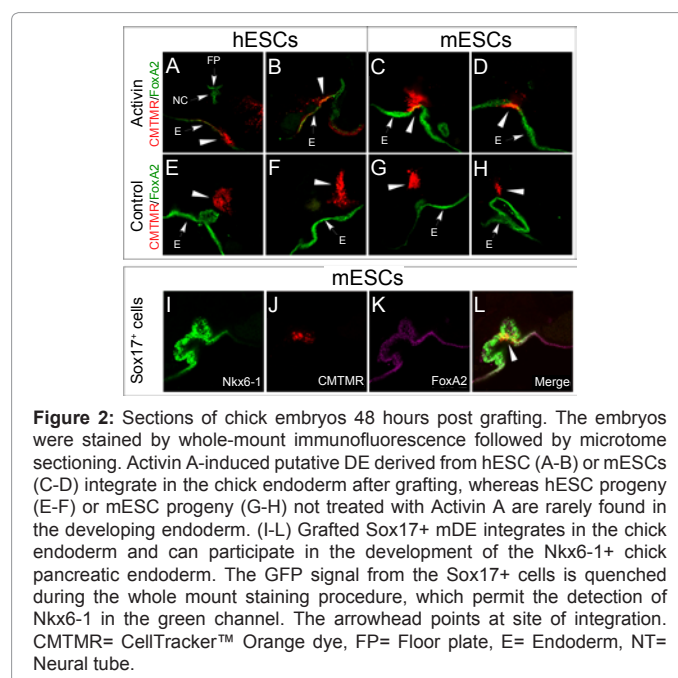 hESCs mESCs
Activin
CMTMR/FoxA2
A FP NC E
B E
C E
D E
Control
CMTMR/FoxA2
E E
F E
G E
H E
mESCs
Sox17+ cells
I Nkx6-1
J CMTMR
K FoxA2
L Merge
Figure 2: Sections of chick embryos 48 hours post grafting. The embryos
were stained by whole-mount immunofluorescence followed by microtome
sectioning. Activin A-induced putative DE derived from hESC (A-B) or mESCs
(C-D) integrate in the chick endoderm after grafting, whereas hESC progeny
(E-F) or mESC progeny (G-H) not treated with Activin A are rarely found in
the developing endoderm. (I-L) Grafted Sox17+ mDE integrates in the chick
endoderm and can participate in the development of the Nkx6-1+ chick
pancreatic endoderm. The GFP signal from the Sox17+ cells is quenched
during the whole mount staining procedure, which permit the detection of
Nkx6-1 in the green channel. The arrowhead points at site of integration.
CMTMR= CellTracker™ Orange dye, FP= Floor plate, E= Endoderm, NT=
Neural tube.